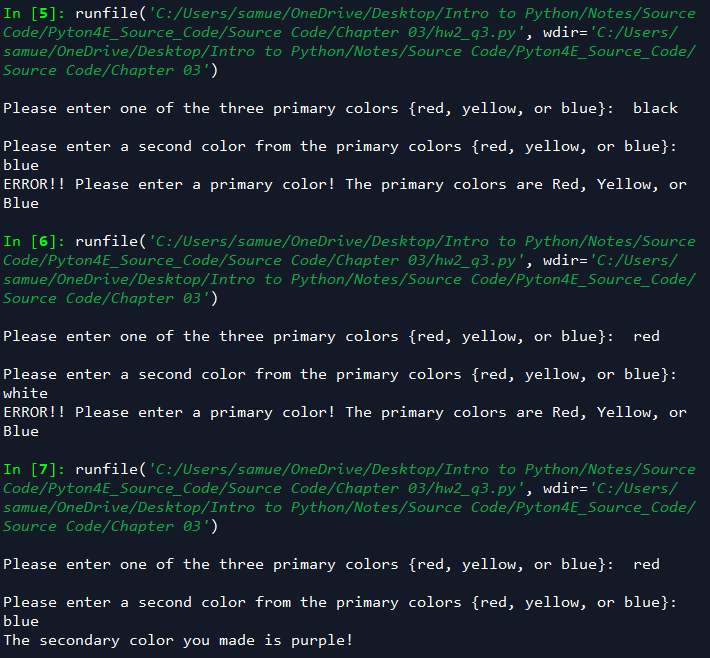 In [5]: runfile('C:/Users/samue/OneDrive/Desktop/Intro to Python/Notes/Source
Code/Pyton4E_Source_Code/Source Code/Chapter 03/hw2_q3.py', wdir='C:/Users/
samue/OneDrive/Desktop/Intro to Python/Notes/Source Code/Pyton4E_Source_Code/
Source Code/Chapter 03')
Please enter one of the three primary colors {red, yellow, or blue}:  black
Please enter a second color from the primary colors {red, yellow, or blue}:
blue
ERROR!! Please enter a primary color! The primary colors are Red, Yellow, or
Blue
In [6]: runfile('C:/Users/samue/OneDrive/Desktop/Intro to Python/Notes/Source
Code/Pyton4E_Source_Code/Source Code/Chapter 03/hw2_q3.py', wdir='C:/Users/
samue/OneDrive/Desktop/Intro to Python/Notes/Source Code/Pyton4E_Source_Code/
Source Code/Chapter 03')
Please enter one of the three primary colors {red, yellow, or blue}:  red
Please enter a second color from the primary colors {red, yellow, or blue}:
white
ERROR!! Please enter a primary color! The primary colors are Red, Yellow, or
Blue
In [7]: runfile('C:/Users/samue/OneDrive/Desktop/Intro to Python/Notes/Source
Code/Pyton4E_Source_Code/Source Code/Chapter 03/hw2_q3.py', wdir='C:/Users/
samue/OneDrive/Desktop/Intro to Python/Notes/Source Code/Pyton4E_Source_Code/
Source Code/Chapter 03')
Please enter one of the three primary colors {red, yellow, or blue}:  red
Please enter a second color from the primary colors {red, yellow, or blue}:
blue
The secondary color you made is purple!